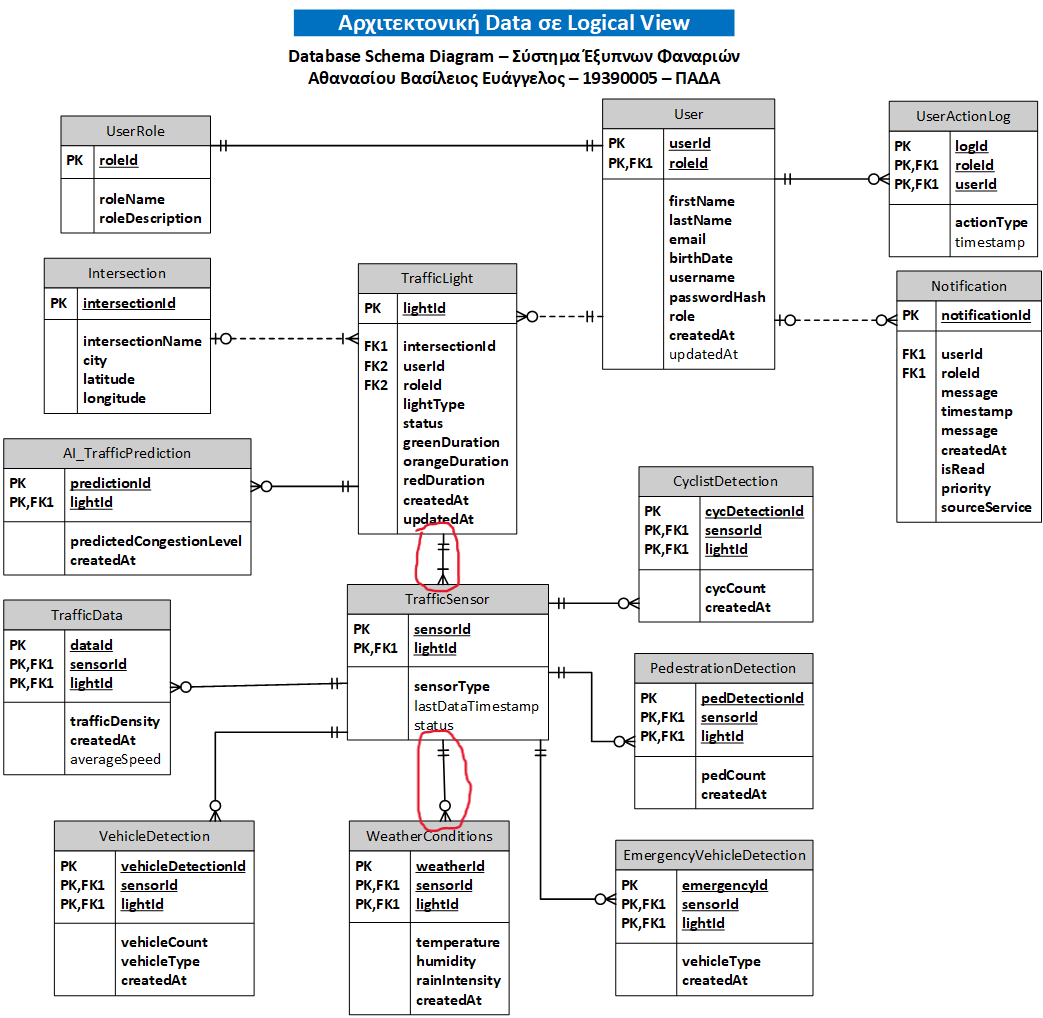 Αρχιτεκτονική Data σε Logical View
Database Schema Diagram – Σύστημα Έξυπνων Φαναριών
Αθανασίου Βασίλειος Ευάγγελος – 19390005 – ΠΑΔΑ
UserRole
PK roleId
roleName
roleDescription
User
PK userId
PK,FK1 roleId
firstName
lastName
email
birthDate
username
passwordHash
role
createdAt
updatedAt
UserActionLog
PK logId
PK,FK1 roleId
PK,FK1 userId
actionType
timestamp
Intersection
PK intersectionId
intersectionName
city
latitude
longitude
TrafficLight
PK lightId
FK1 intersectionId
FK2 userId
FK2 roleId
lightType
status
greenDuration
orangeDuration
redDuration
createdAt
updatedAt
Notification
PK notificationId
FK1 userId
FK1 roleId
message
timestamp
message
createdAt
isRead
priority
sourceService
AI_TrafficPrediction
PK predictionId
PK,FK1 lightId
predictedCongestionLevel
createdAt
CyclistDetection
PK cycDetectionId
PK,FK1 sensorId
PK,FK1 lightId
cycCount
createdAt
TrafficData
PK dataId
PK,FK1 sensorId
PK,FK1 lightId
trafficDensity
createdAt
averageSpeed
TrafficSensor
PK sensorId
PK,FK1 lightId
sensorType
lastDataTimestamp
status
PedestrationDetection
PK pedDetectionId
PK,FK1 sensorId
PK,FK1 lightId
pedCount
createdAt
VehicleDetection
PK vehicleDetectionId
PK,FK1 sensorId
PK,FK1 lightId
vehicleCount
vehicleType
createdAt
WeatherConditions
PK weatherId
PK,FK1 sensorId
PK,FK1 lightId
temperature
humidity
rainIntensity
createdAt
EmergencyVehicleDetection
PK emergencyId
PK,FK1 sensorId
PK,FK1 lightId
vehicleType
createdAt